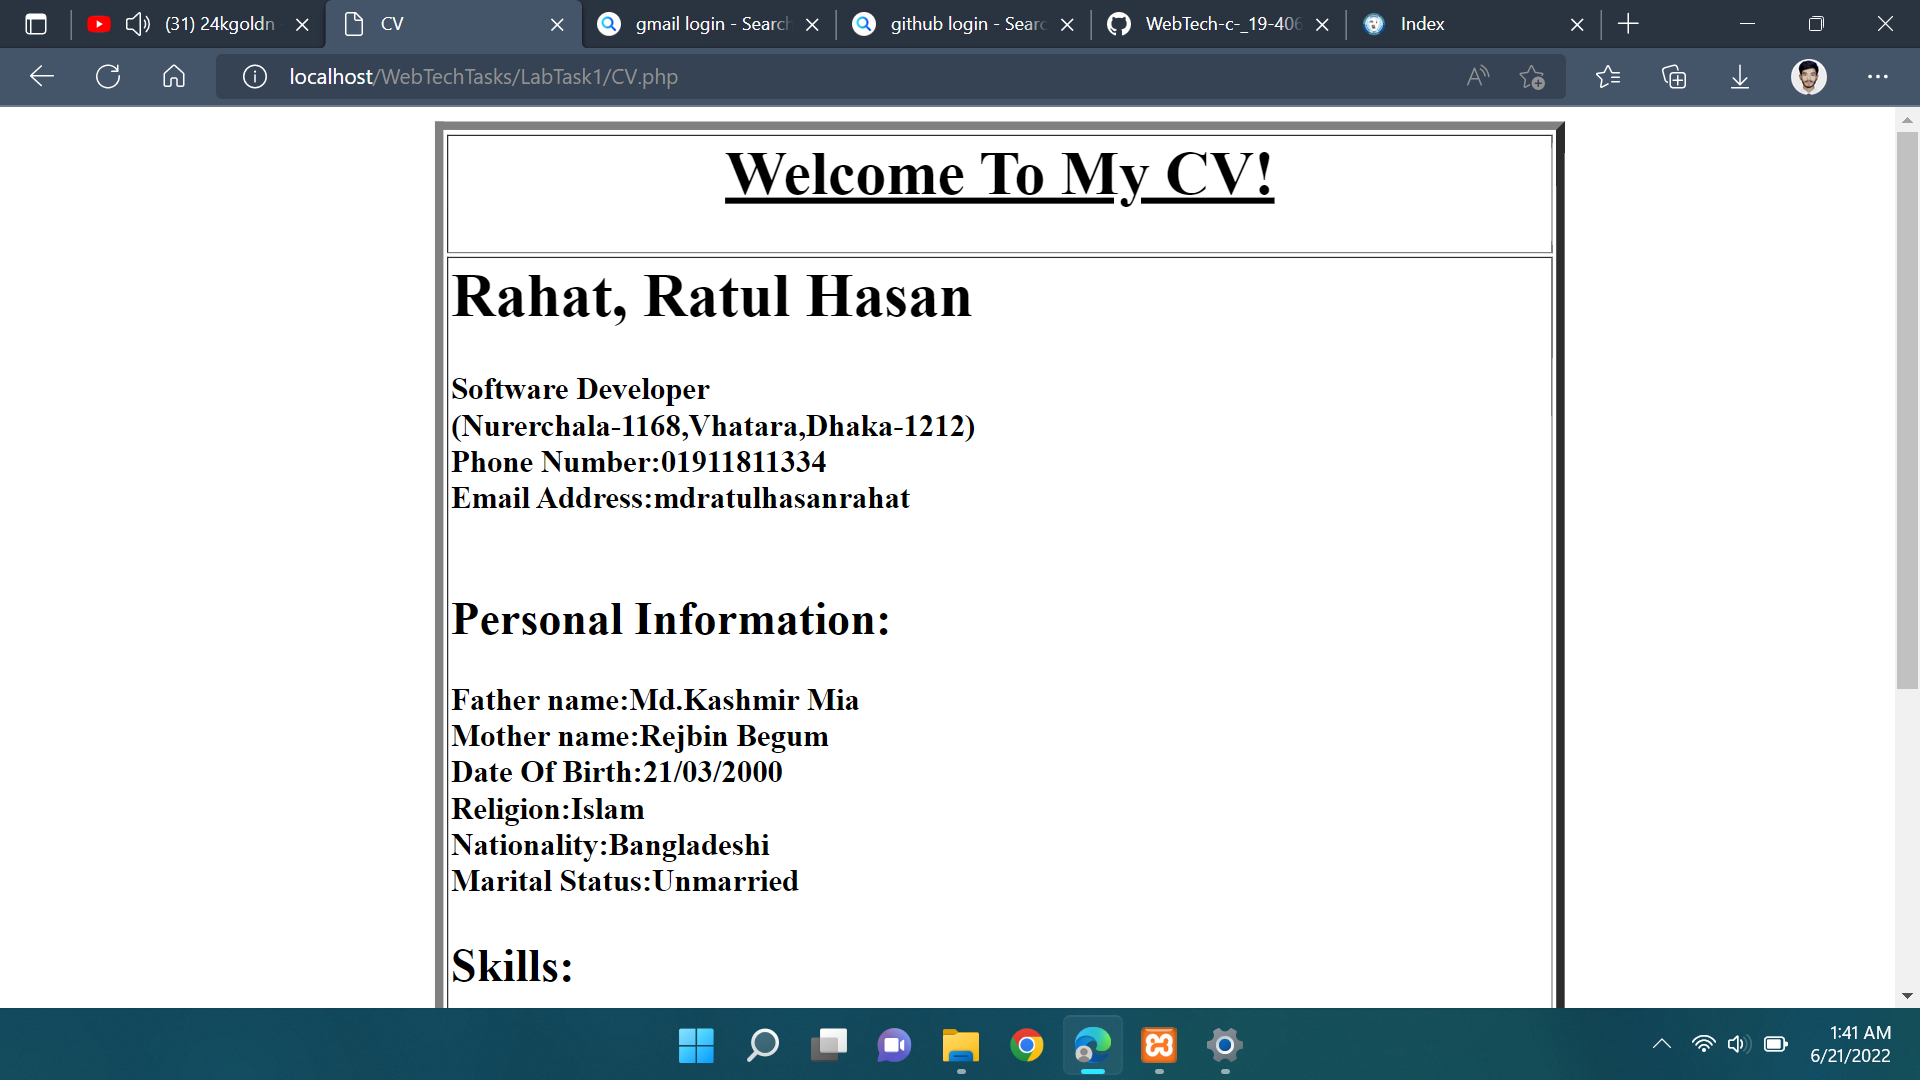 (31) 24kgoldn
CV
gmail login - Search
github login - Searc
WebTech-c-_19-406
Index
localhost/WebTechTasks/LabTask1/CV.php
Welcome To My CV!
Rahat, Ratul Hasan
Software Developer
(Nurerchala-1168,Vhatara,Dhaka-1212)
Phone Number:01911811334
Email Address:mdratulhasanrahat
Personal Information:
Father name:Md.Kashmir Mia
Mother name:Rejbin Begum
Date Of Birth:21/03/2000
Religion:Islam
Nationality:Bangladeshi
Marital Status:Unmarried
Skills:
1:41 AM
6/21/2022